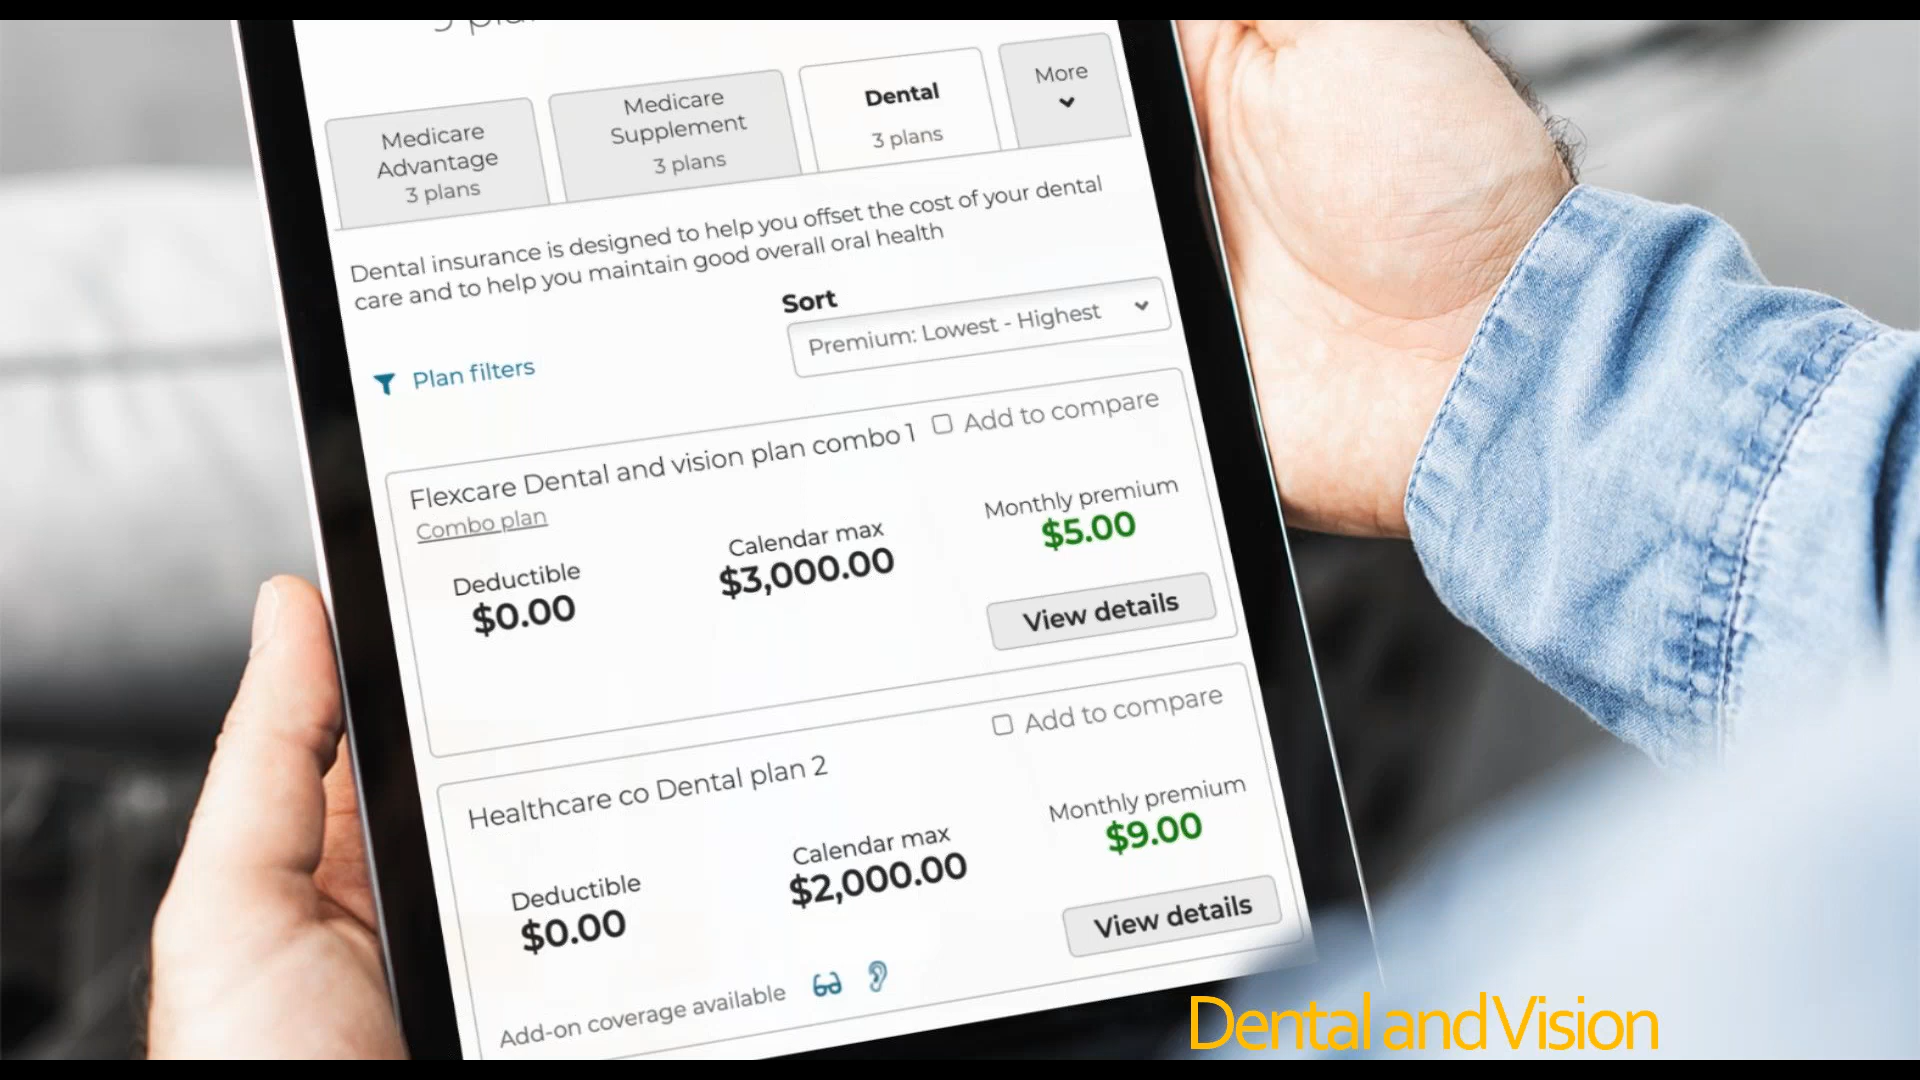 Medicare
Advantage
3 plans
Medicare
Supplement
3 plans
Dental
3 plans
More
Dental insurance is designed to help you offset the cost of your dental
care and to help you maintain good overall oral health
Sort
Premium: Lowest - Highest
Plan filters
Flexcare Dental and vision plan combo 1
Add to compare
Combo plan
Deductible
$0.00
Calendar max
$3,000.00
Monthly premium
$5.00
View details
Add to compare
Healthcare co Dental plan 2
Deductible
$0.00
Calendar max
$2,000.00
Monthly premium
$9.00
View details
Add-on coverage available
Dental and Vision